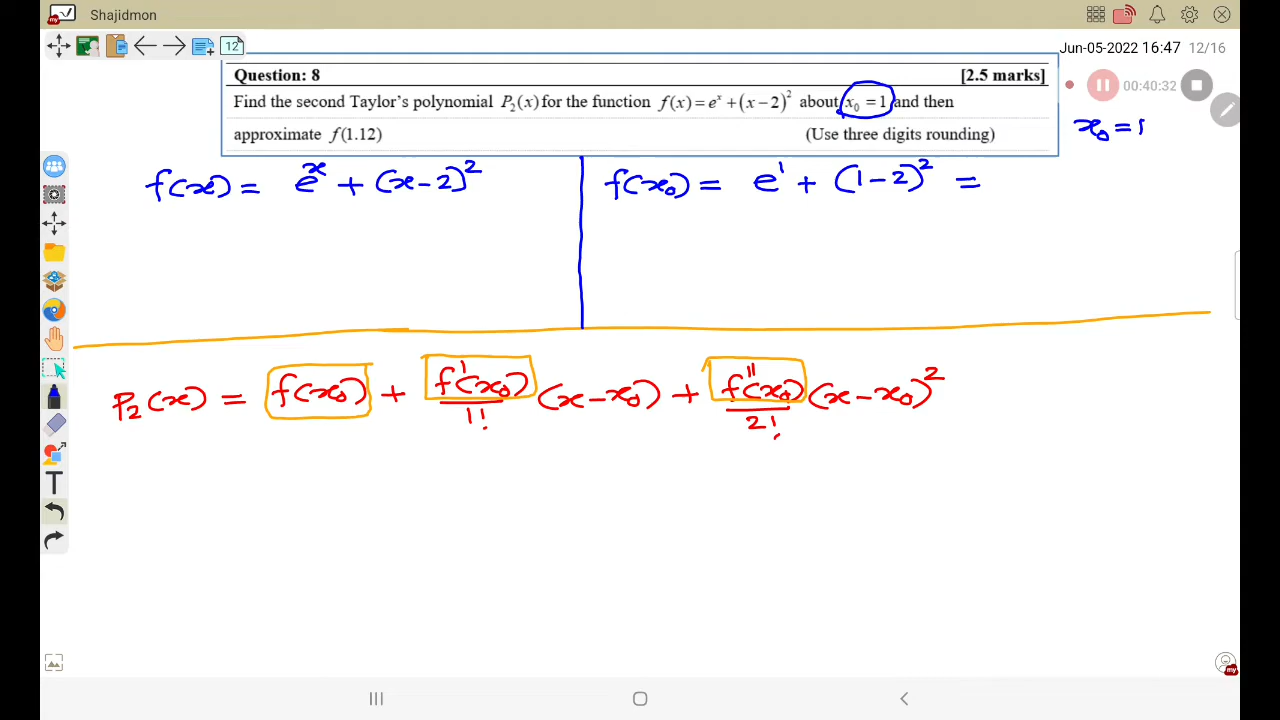 Shajidmon
12
Jun-05-2022 16:47 12/16
Question: 8 [2.5 marks]
Find the second Taylor's polynomial P₂(x) for the function f(x)=eˣ+(x−2)² about x₀=1 and then
approximate f(1.12) (Use three digits rounding)
00:40:32
x₀ = 1
f(x) = eˣ + (x−2)²
f(x₀) = e¹ + (1−2)² =
P₂(x) = f(x₀) + f'(x₀)/1! (x−x₀) + f''(x₀)/2! (x−x₀)²
T